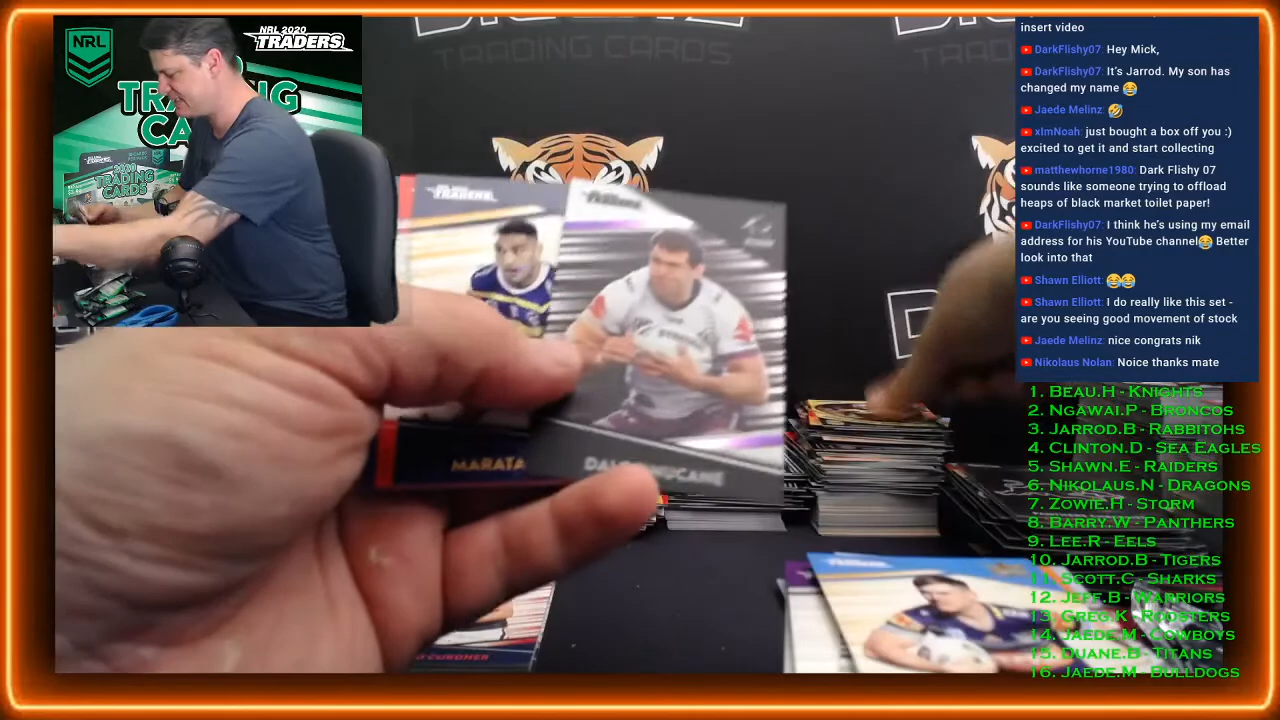 NRL
NRL 2020
TRADERS
2020
TRADING
CARDS
TRADING CARDS
TRADERS
TRADERS
MARATA
insert video
DarkFlishy07: Hey Mick,
DarkFlishy07: It's Jarrod. My son has
changed my name 😂
Jaede Melinz: 🤣
xImNoah: just bought a box off you :)
excited to get it and start collecting
matthewhorne1980: Dark Flishy 07
sounds like someone trying to offload
heaps of black market toilet paper!
DarkFlishy07: I think he's using my email
address for his YouTube channel😂 Better
look into that
Shawn Elliott: 😂😂
Shawn Elliott: I do really like this set -
are you seeing good movement of stock
Jaede Melinz: nice congrats nik
Nikolaus Nolan: Noice thanks mate
1. Beau.H - Knights
2. Ngawai.P - Broncos
3. Jarrod.B - Rabbitohs
4. Clinton.D - Sea Eagles
5. Shawn.E - Raiders
6. Nikolaus.N - Dragons
7. Zowie.H - Storm
8. Barry.W - Panthers
9. Lee.R - Eels
10. Jarrod.B - Tigers
11. Scott.C - Sharks
12. Jeff.B - Warriors
13. Greg.K - Roosters
14. Jaede.M - Cowboys
15. Duane.B - Titans
16. Jaede.M - Bulldogs